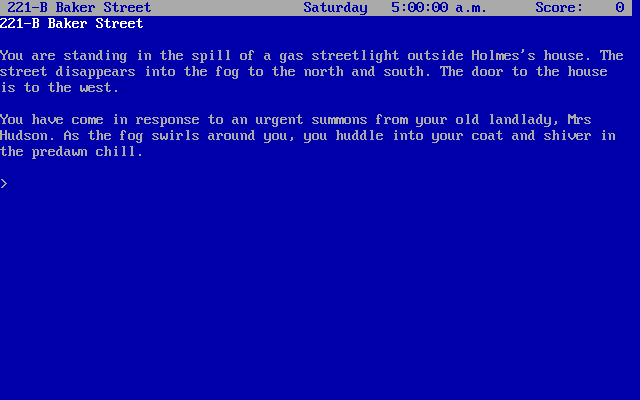 221-B Baker Street Saturday 5:00:00 a.m. Score: 0
221-B Baker Street
You are standing in the spill of a gas streetlight outside Holmes's house. The
street disappears into the fog to the north and south. The door to the house
is to the west.
You have come in response to an urgent summons from your old landlady, Mrs
Hudson. As the fog swirls around you, you huddle into your coat and shiver in
the predawn chill.
>